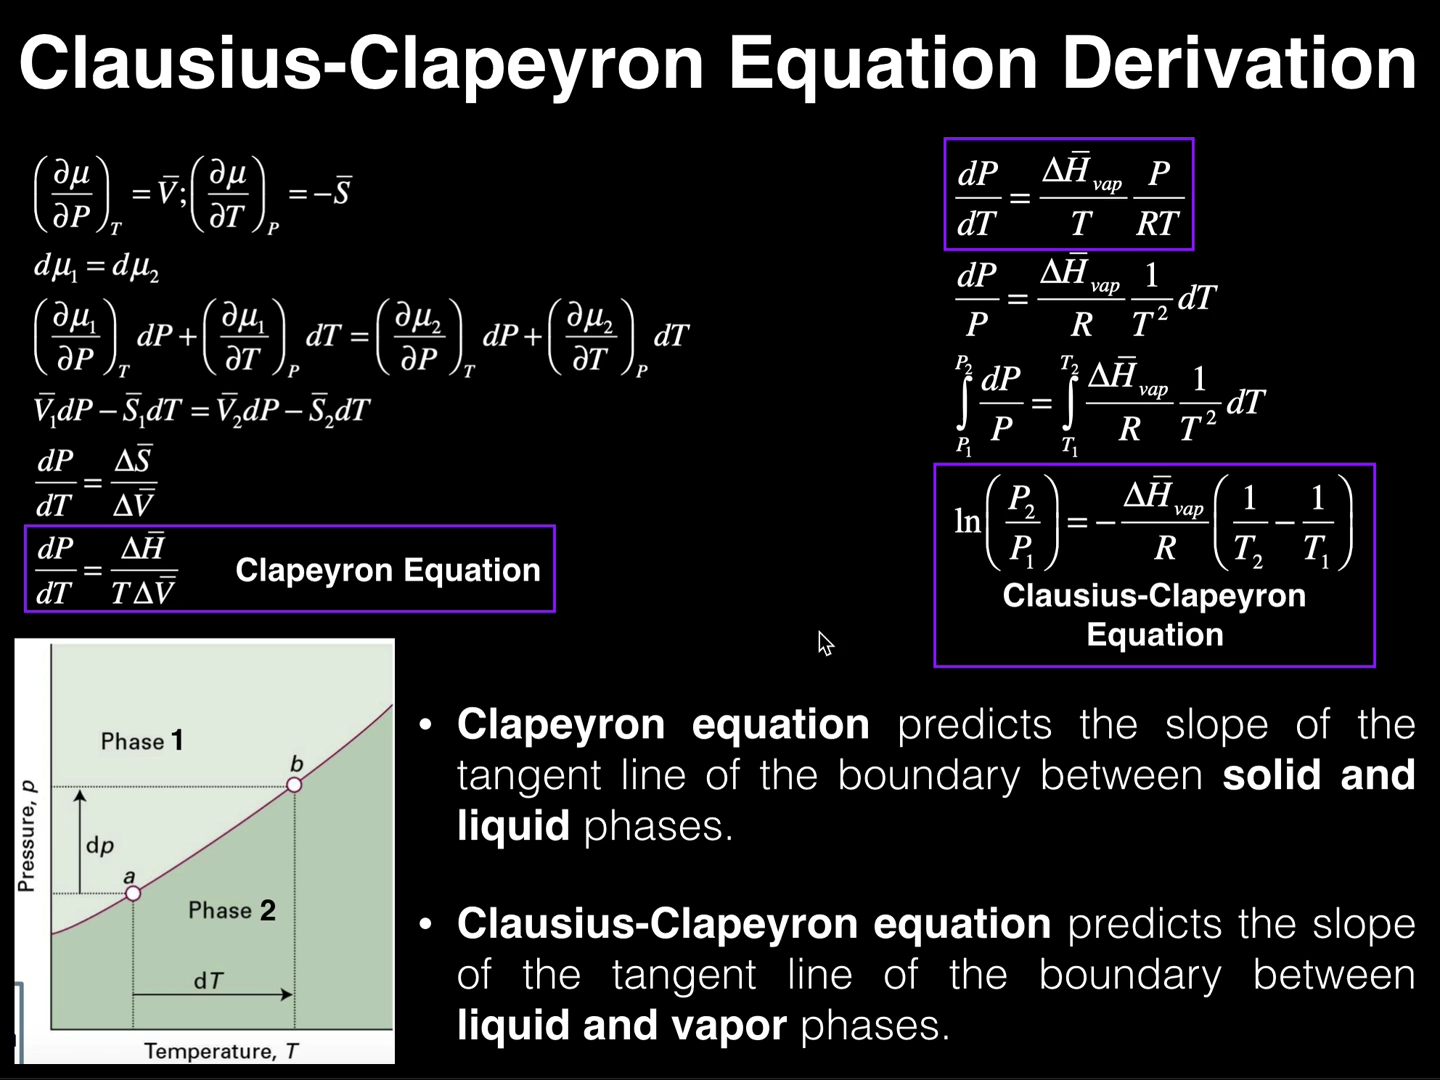 Clausius-Clapeyron Equation Derivation
(∂μ/∂P)_T = V̅; (∂μ/∂T)_P = −S̅
dμ₁ = dμ₂
(∂μ₁/∂P)_T dP + (∂μ₁/∂T)_P dT = (∂μ₂/∂P)_T dP + (∂μ₂/∂T)_P dT
V̅₁dP − S̅₁dT = V̅₂dP − S̅₂dT
dP/dT = ΔS̅/ΔV̅
dP/dT = ΔH̅/TΔV̅ Clapeyron Equation
dP/dT = ΔH̅_vap/T P/RT
dP/P = ΔH̅_vap/R 1/T² dT
∫_P₁^P₂ dP/P = ∫_T₁^T₂ ΔH̅_vap/R 1/T² dT
ln(P₂/P₁) = −ΔH̅_vap/R (1/T₂ − 1/T₁)
Clausius-Clapeyron
Equation
Pressure, p
Phase 1
b
dp
a
Phase 2
dT
Temperature, T
• Clapeyron equation predicts the slope of the
tangent line of the boundary between solid and
liquid phases.
• Clausius-Clapeyron equation predicts the slope
of the tangent line of the boundary between
liquid and vapor phases.